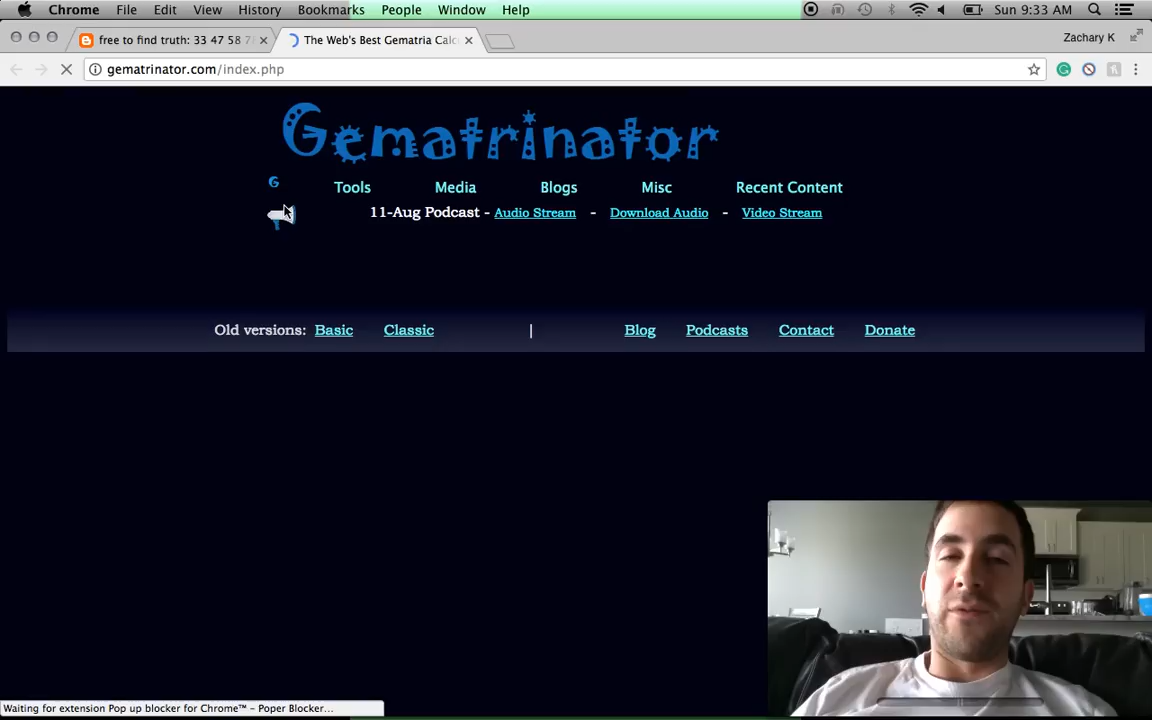 Chrome File Edit View History Bookmarks People Window Help Sun 9:33 AM
free to find truth: 33 47 58 The Web's Best Gematria Calc Zachary K
gematrinator.com/index.php
Gematrinator
G
Tools Media Blogs Misc Recent Content
11-Aug Podcast - Audio Stream - Download Audio - Video Stream
Old versions: Basic Classic | Blog Podcasts Contact Donate
Waiting for extension Pop up blocker for Chrome™ - Poper Blocker...